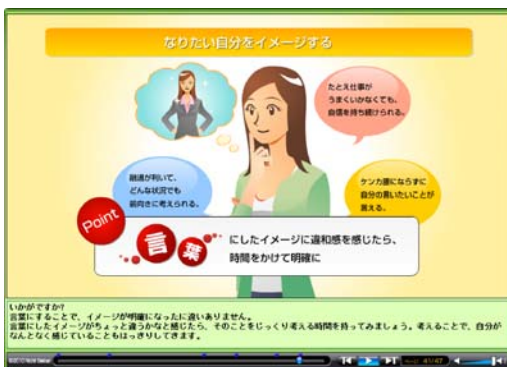 なりたい自分をイメージする
たとえ仕事が
うまくいかなくても、
自信を持ち続けられる。
融通が利いて、
どんな状況でも
前向きに考えられる。
ケンカ腰にならずに
自分の言いたいことが
言える。
Point
言葉
にしたイメージに違和感を感じたら、
時間をかけて明確に
いかがですか?
言葉にすることで、イメージが明確になったに違いありません。
言葉にしたイメージがちょっと違うかなと感じたら、そのことをじっくり考える時間を持ってみましょう。考えることで、自分が
なんとなく感じていることもはっきりしてきます。
41/47